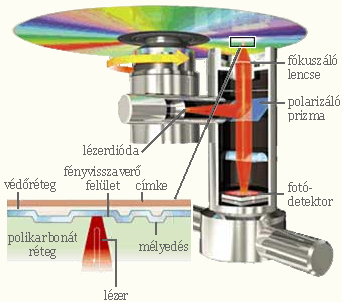 fókuszáló
lencse
polarizáló
prizma
lézerdióda
fényvisszaverő
felület
címke
védőréteg
fotó-
detektor
polikarbonát
réteg
mélyedés
lézer